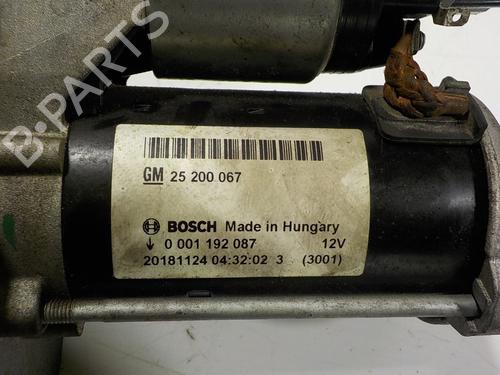 B-PARTS
GM 25 200 067
BOSCH Made in Hungary
0 001 192 087 12V
20181124 04:32:02 3 (3001)